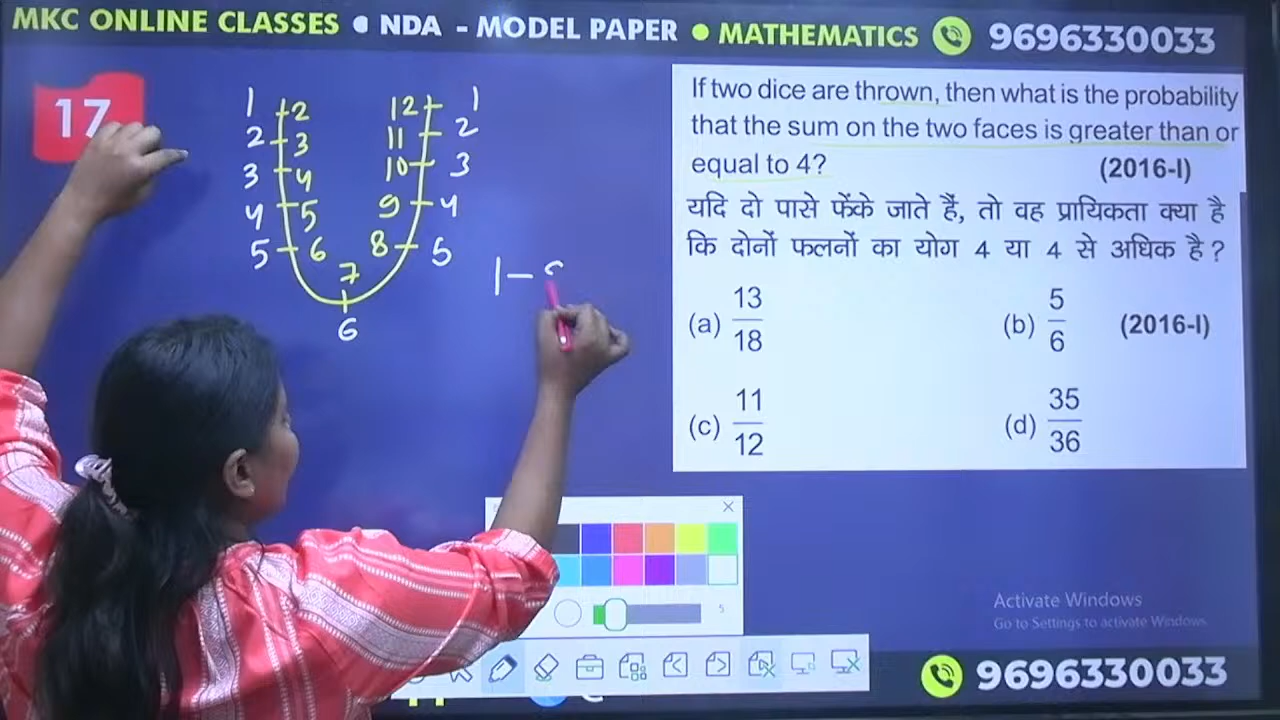 MKC ONLINE CLASSES • NDA - MODEL PAPER • MATHEMATICS 9696330033
17
1 2 12 1
2 3 11 2
3 4 10 3
4 5 9 4
5 6 8 5
7
6
1 -
If two dice are thrown, then what is the probability
that the sum on the two faces is greater than or
equal to 4? (2016-I)
यदि दो पासे फेंके जाते हैं, तो वह प्रायिकता क्या है
कि दोनों फलनों का योग 4 या 4 से अधिक है ?
(a) 13/18 (b) 5/6 (2016-I)
(c) 11/12 (d) 35/36
5
Activate Windows
Go to Settings to activate Windows.
9696330033